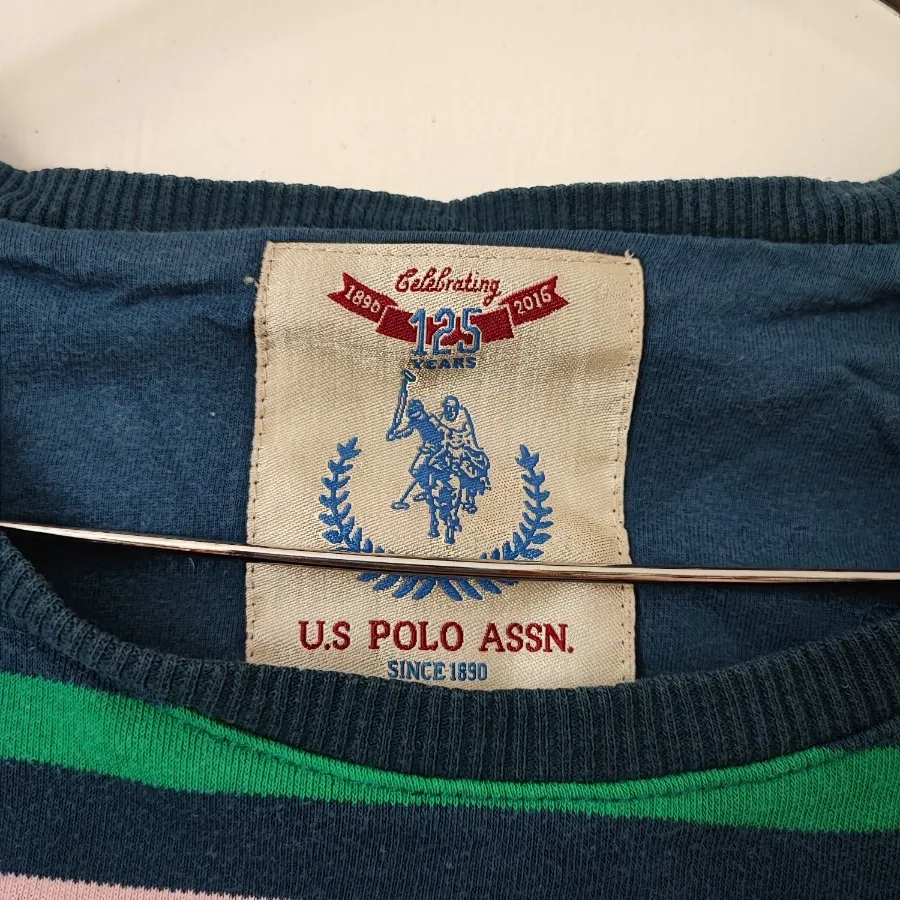 Celebrating
1890 2016
125
YEARS
U.S POLO ASSN.
SINCE 1890